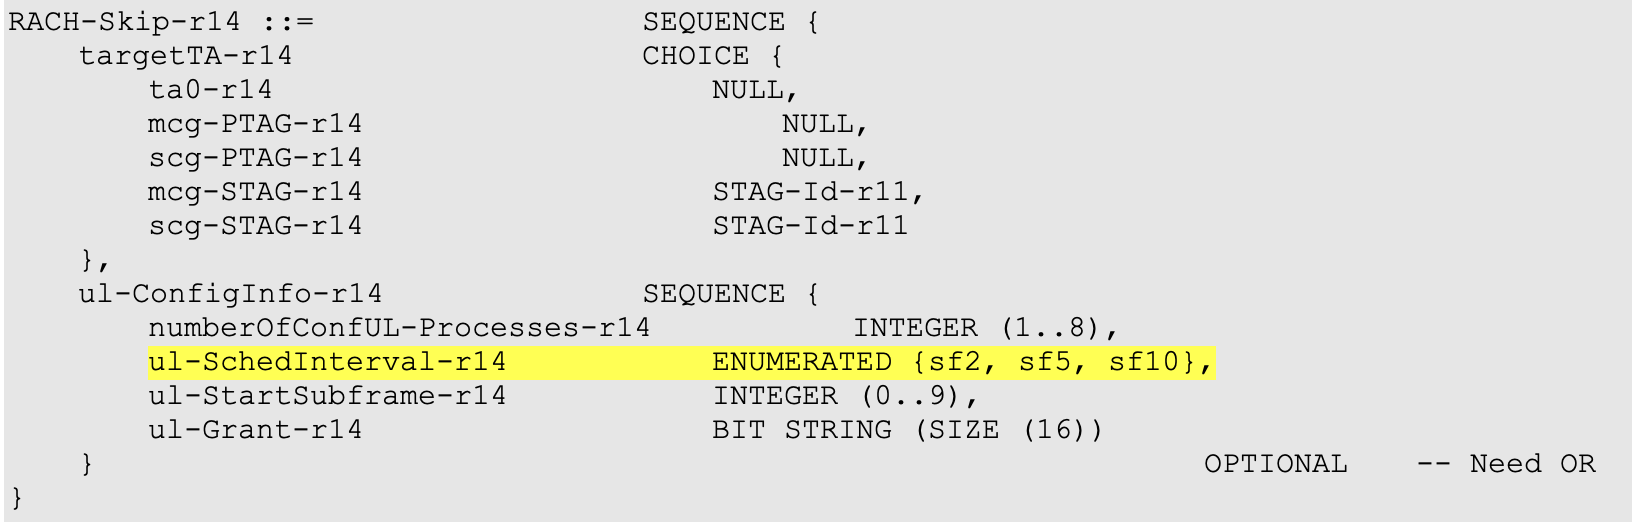 RACH-Skip-r14 ::= SEQUENCE {
targetTA-r14 CHOICE {
ta0-r14 NULL,
mcg-PTAG-r14 NULL,
scg-PTAG-r14 NULL,
mcg-STAG-r14 STAG-Id-r11,
scg-STAG-r14 STAG-Id-r11
},
ul-ConfigInfo-r14 SEQUENCE {
numberOfConfUL-Processes-r14 INTEGER (1..8),
ul-SchedInterval-r14 ENUMERATED {sf2, sf5, sf10},
ul-StartSubframe-r14 INTEGER (0..9),
ul-Grant-r14 BIT STRING (SIZE (16))
} OPTIONAL -- Need OR
}